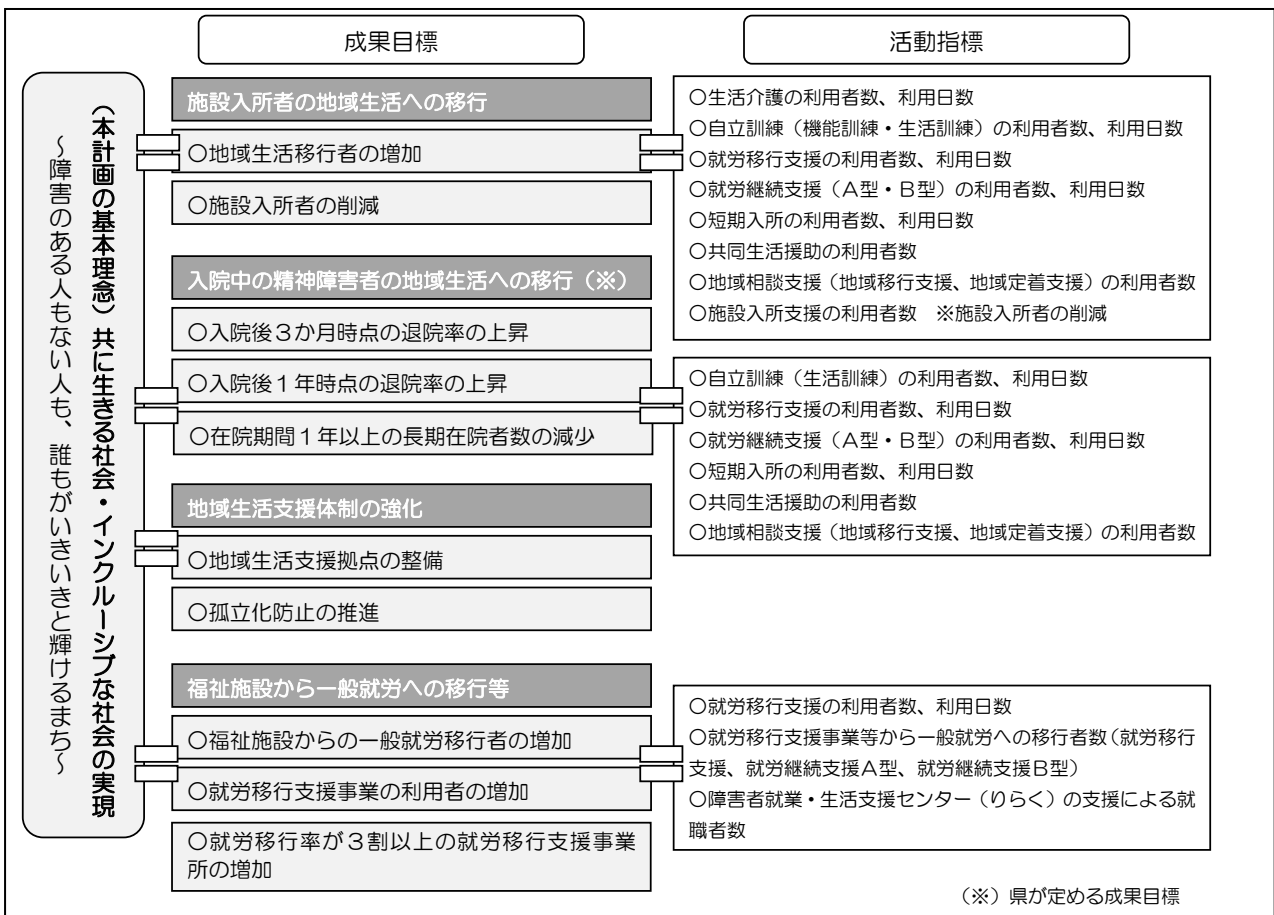 成果目標
活動指標
（本計画の基本理念）共に生きる社会・インクルーシブな社会の実現
～障害のある人もない人も、誰もがいきいきと輝けるまち～
施設入所者の地域生活への移行
○地域生活移行者の増加
○施設入所者の削減
○生活介護の利用者数、利用日数
○自立訓練（機能訓練・生活訓練）の利用者数、利用日数
○就労移行支援の利用者数、利用日数
○就労継続支援（Ａ型・Ｂ型）の利用者数、利用日数
○短期入所の利用者数、利用日数
○共同生活援助の利用者数
○地域相談支援（地域移行支援、地域定着支援）の利用者数
○施設入所支援の利用者数　※施設入所者の削減
入院中の精神障害者の地域生活への移行（※）
○入院後３か月時点の退院率の上昇
○入院後１年時点の退院率の上昇
○在院期間１年以上の長期在院者数の減少
○自立訓練（生活訓練）の利用者数、利用日数
○就労移行支援の利用者数、利用日数
○就労継続支援（Ａ型・Ｂ型）の利用者数、利用日数
○短期入所の利用者数、利用日数
○共同生活援助の利用者数
○地域相談支援（地域移行支援、地域定着支援）の利用者数
地域生活支援体制の強化
○地域生活支援拠点の整備
○孤立化防止の推進
福祉施設から一般就労への移行等
○福祉施設からの一般就労移行者の増加
○就労移行支援事業の利用者の増加
○就労移行率が３割以上の就労移行支援事業
所の増加
○就労移行支援の利用者数、利用日数
○就労移行支援事業等から一般就労への移行者数（就労移行
支援、就労継続支援Ａ型、就労継続支援Ｂ型）
○障害者就業・生活支援センター（りらく）の支援による就
職者数
（※）県が定める成果目標